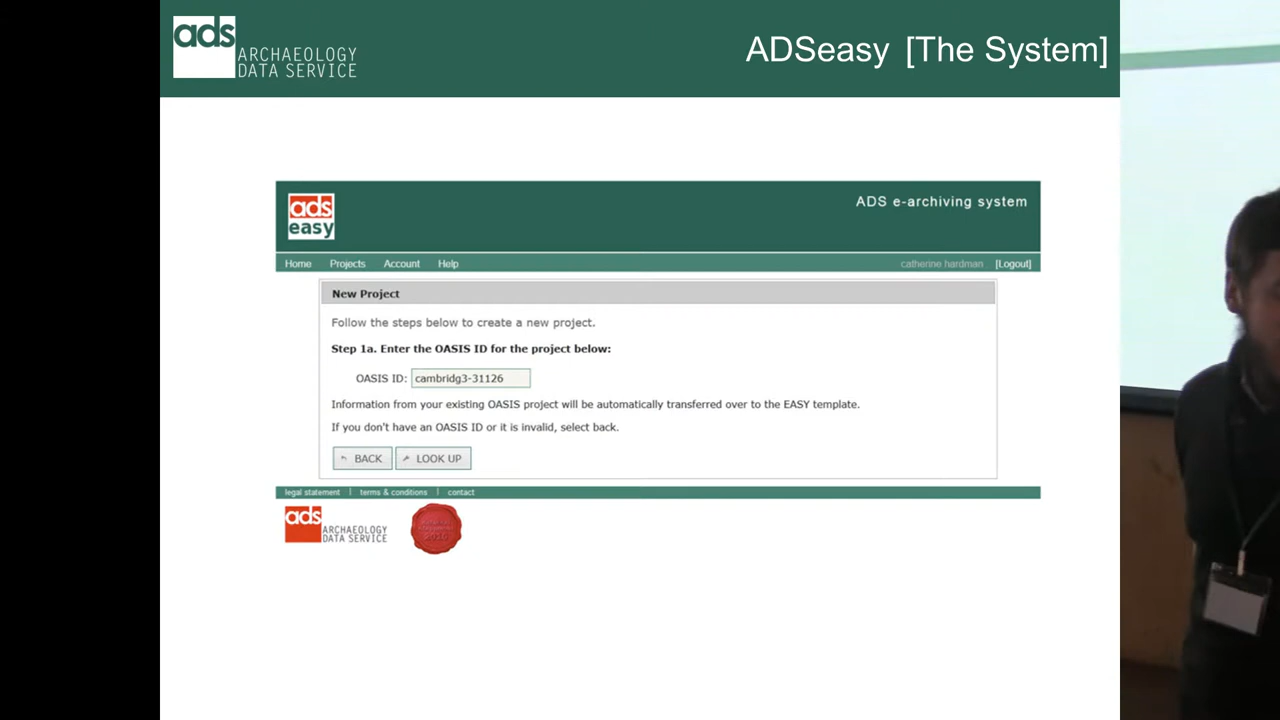 ads
ARCHAEOLOGY
DATA SERVICE
ADSeasy [The System]
ads
easy
ADS e-archiving system
Home Projects Account Help catherine hardman [Logout]
New Project
Follow the steps below to create a new project.
Step 1a. Enter the OASIS ID for the project below:
OASIS ID: cambridg3-31126
Information from your existing OASIS project will be automatically transferred over to the EASY template.
If you don't have an OASIS ID or it is invalid, select back.
BACK LOOK UP
legal statement | terms & conditions | contact
ads
ARCHAEOLOGY
DATA SERVICE